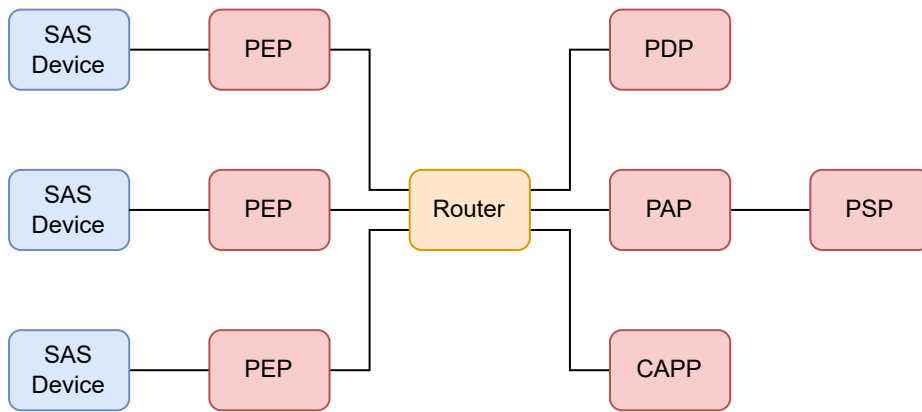 SAS
Device
PEP
PDP
SAS
Device
PEP
Router
PAP
PSP
SAS
Device
PEP
CAPP